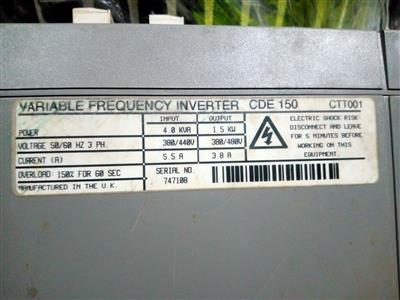 VARIABLE FREQUENCY INVERTER CDE 150 CTT001
INPUT OUTPUT
POWER 4.0 KVA 1.5 KW
VOLTAGE 50/60 HZ 3 PH. 380/440V 380/480V
CURRENT (A) 5.5 A 3.8 A
OVERLOAD: 150% FOR 60 SEC SERIAL NO.
MANUFACTURED IN THE U.K. 747108
ELECTRIC SHOCK RISK:
DISCONNECT AND LEAVE
FOR 5 MINUTES BEFORE
WORKING ON THIS
EQUIPMENT.